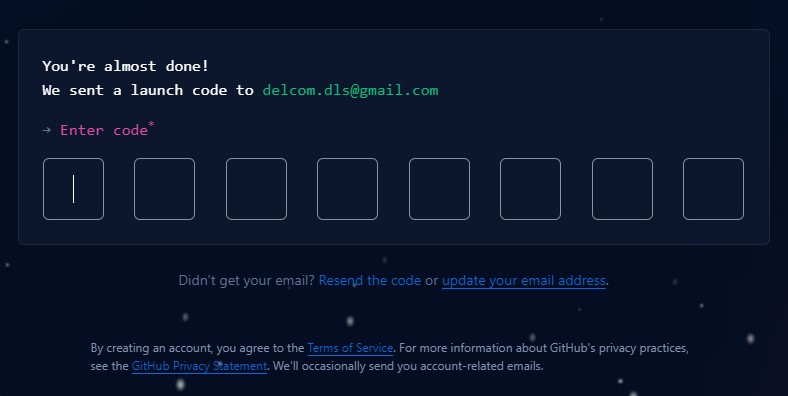 You're almost done!
We sent a launch code to delcom.dls@gmail.com
→ Enter code*
Didn't get your email? Resend the code or update your email address.
By creating an account, you agree to the Terms of Service. For more information about GitHub's privacy practices,
see the GitHub Privacy Statement. We'll occasionally send you account-related emails.